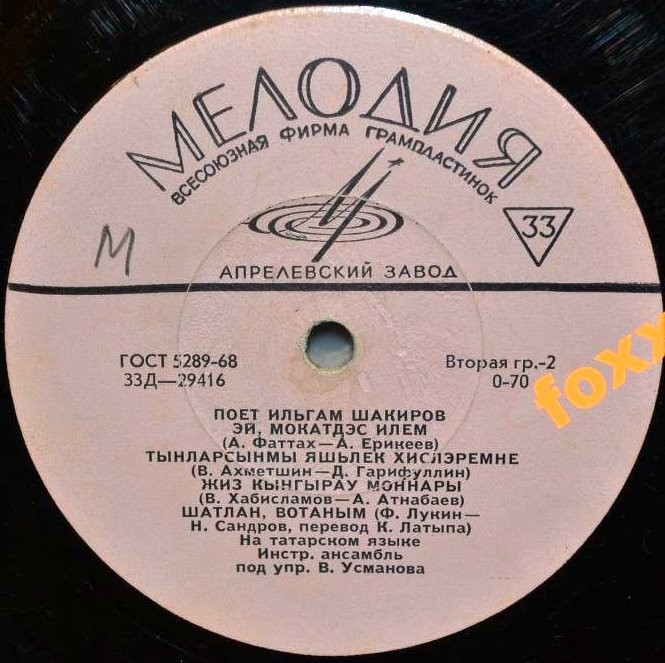 МЕЛОДИЯ
ВСЕСОЮЗНАЯ ФИРМА ГРАМПЛАСТИНОК
33
М
АПРЕЛЕВСКИЙ ЗАВОД
ГОСТ 5289-68
33Д—29416
Вторая гр.-2
0-70
foxx
ПОЕТ ИЛЬГАМ ШАКИРОВ
ЭЙ, МОКАТДЭС ИЛЕМ
(А. Фаттах—А. Ерикеев)
ТЫНЛАРСЫНМЫ ЯШЬЛЕК ХИСЛЭРЕМНЕ
(В. Ахметшин—Д. Гарифуллин)
ЖИЗ КЫНГЫРАУ МОННАРЫ
(В. Хабисламов—А. Атнабаев)
ШАТЛАН, ВОТАНЫМ (Ф. Лукин—
Н. Сандров, перевод К. Латыпа)
На татарском языке
Инстр. ансамбль
под упр. В. Усманова